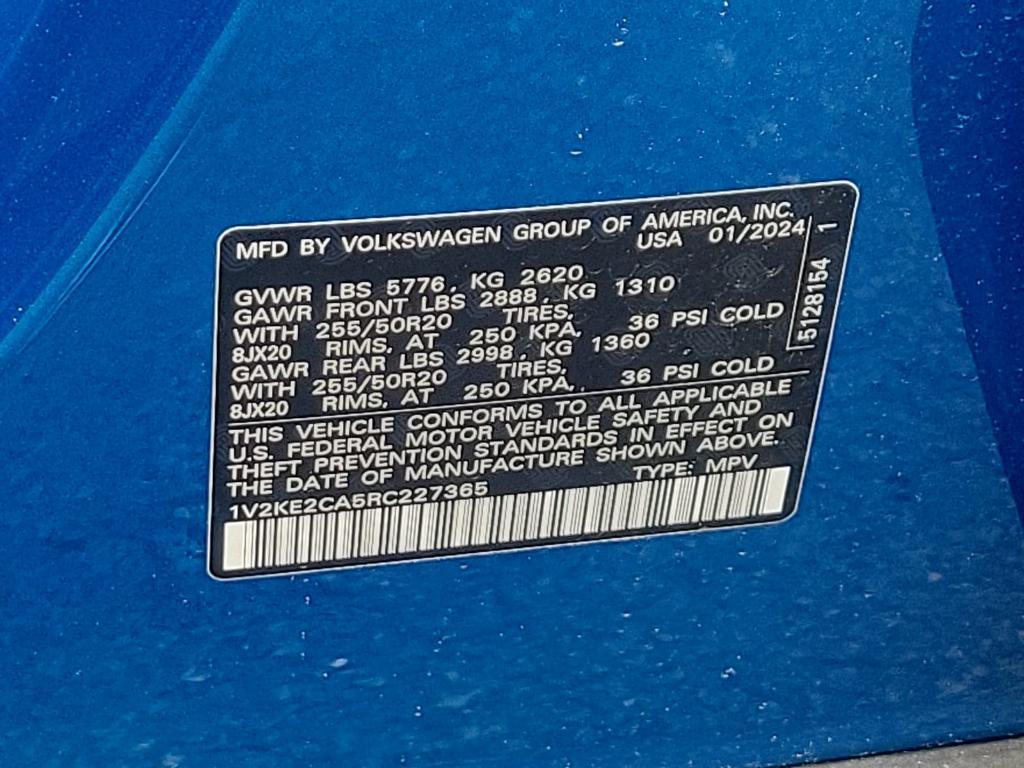 MFD BY VOLKSWAGEN GROUP OF AMERICA, INC.
USA 01/2024
GVWR LBS 5776, KG 2620
GAWR FRONT LBS 2888, KG 1310
WITH 255/50R20 TIRES,
8JX20 RIMS, AT 250 KPA, 36 PSI COLD
GAWR REAR LBS 2998, KG 1360
WITH 255/50R20 TIRES,
8JX20 RIMS, AT 250 KPA, 36 PSI COLD
5128154 1
THIS VEHICLE CONFORMS TO ALL APPLICABLE
U.S. FEDERAL MOTOR VEHICLE SAFETY AND
THEFT PREVENTION STANDARDS IN EFFECT ON
THE DATE OF MANUFACTURE SHOWN ABOVE.
1V2KE2CA5RC227365 TYPE: MPV